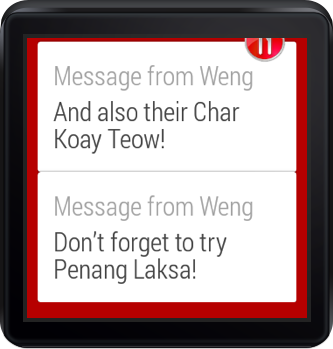 Message from Weng
And also their Char
Koay Teow!
Message from Weng
Don't forget to try
Penang Laksa!